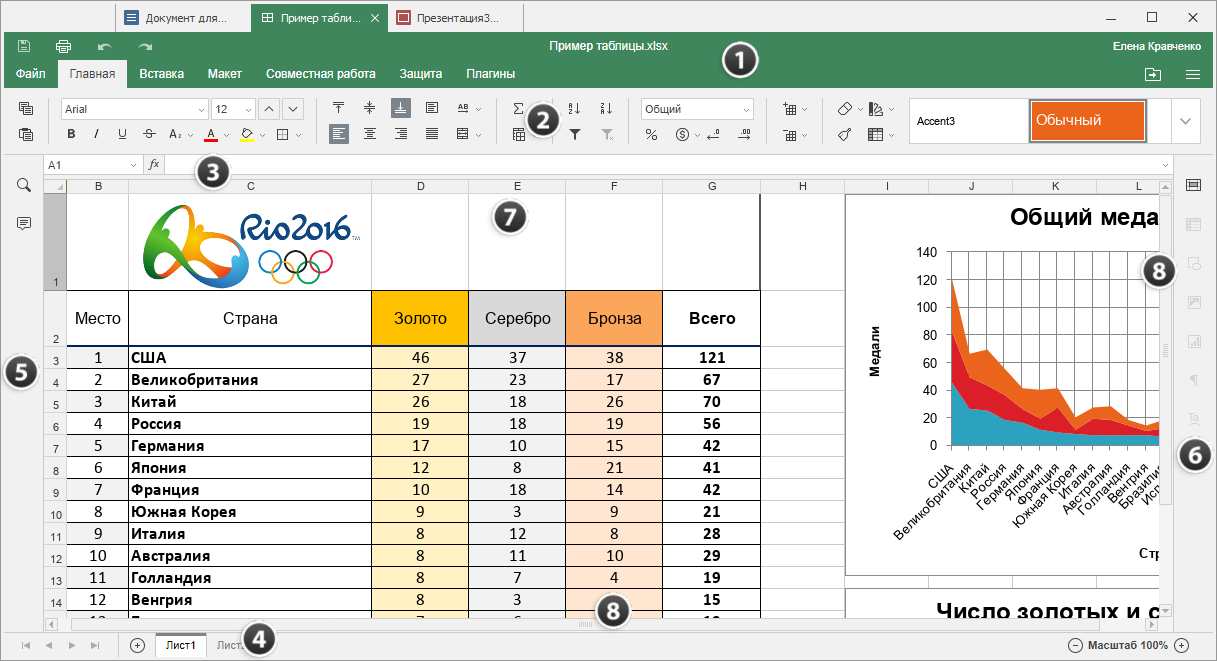 Документ для... Пример табли... Презентация3...
Пример таблицы.xlsx 1 Елена Кравченко
Файл Главная Вставка Макет Совместная работа Защита Плагины
Arial 12 Общий Accent3 Обычный
2
A1 fx
3
B C D E F G H I J K L
7
Rio2016
1
Место Страна Золото Серебро Бронза Всего
2
3 1 США 46 37 38 121
4 2 Великобритания 27 23 17 67
5 3 Китай 26 18 26 70
6 4 Россия 19 18 19 56
7 5 Германия 17 10 15 42
8 6 Япония 12 8 21 41
9 7 Франция 10 18 14 42
10 8 Южная Корея 9 3 9 21
11 9 Италия 8 12 8 28
12 10 Австралия 8 11 10 29
13 11 Голландия 8 7 4 19
14 12 Венгрия 8 3 15
5
8
Общий меда
8
Медали
140
120
100
80
60
40
20
0
США
Великобритания
Китай
Россия
Германия
Япония
Франция
Южная Корея
Италия
Австралия
Голландия
Венгрия
Бразили
Исп
Стр
6
Число золотых и с
Лист1 Лист 4
Масштаб 100%